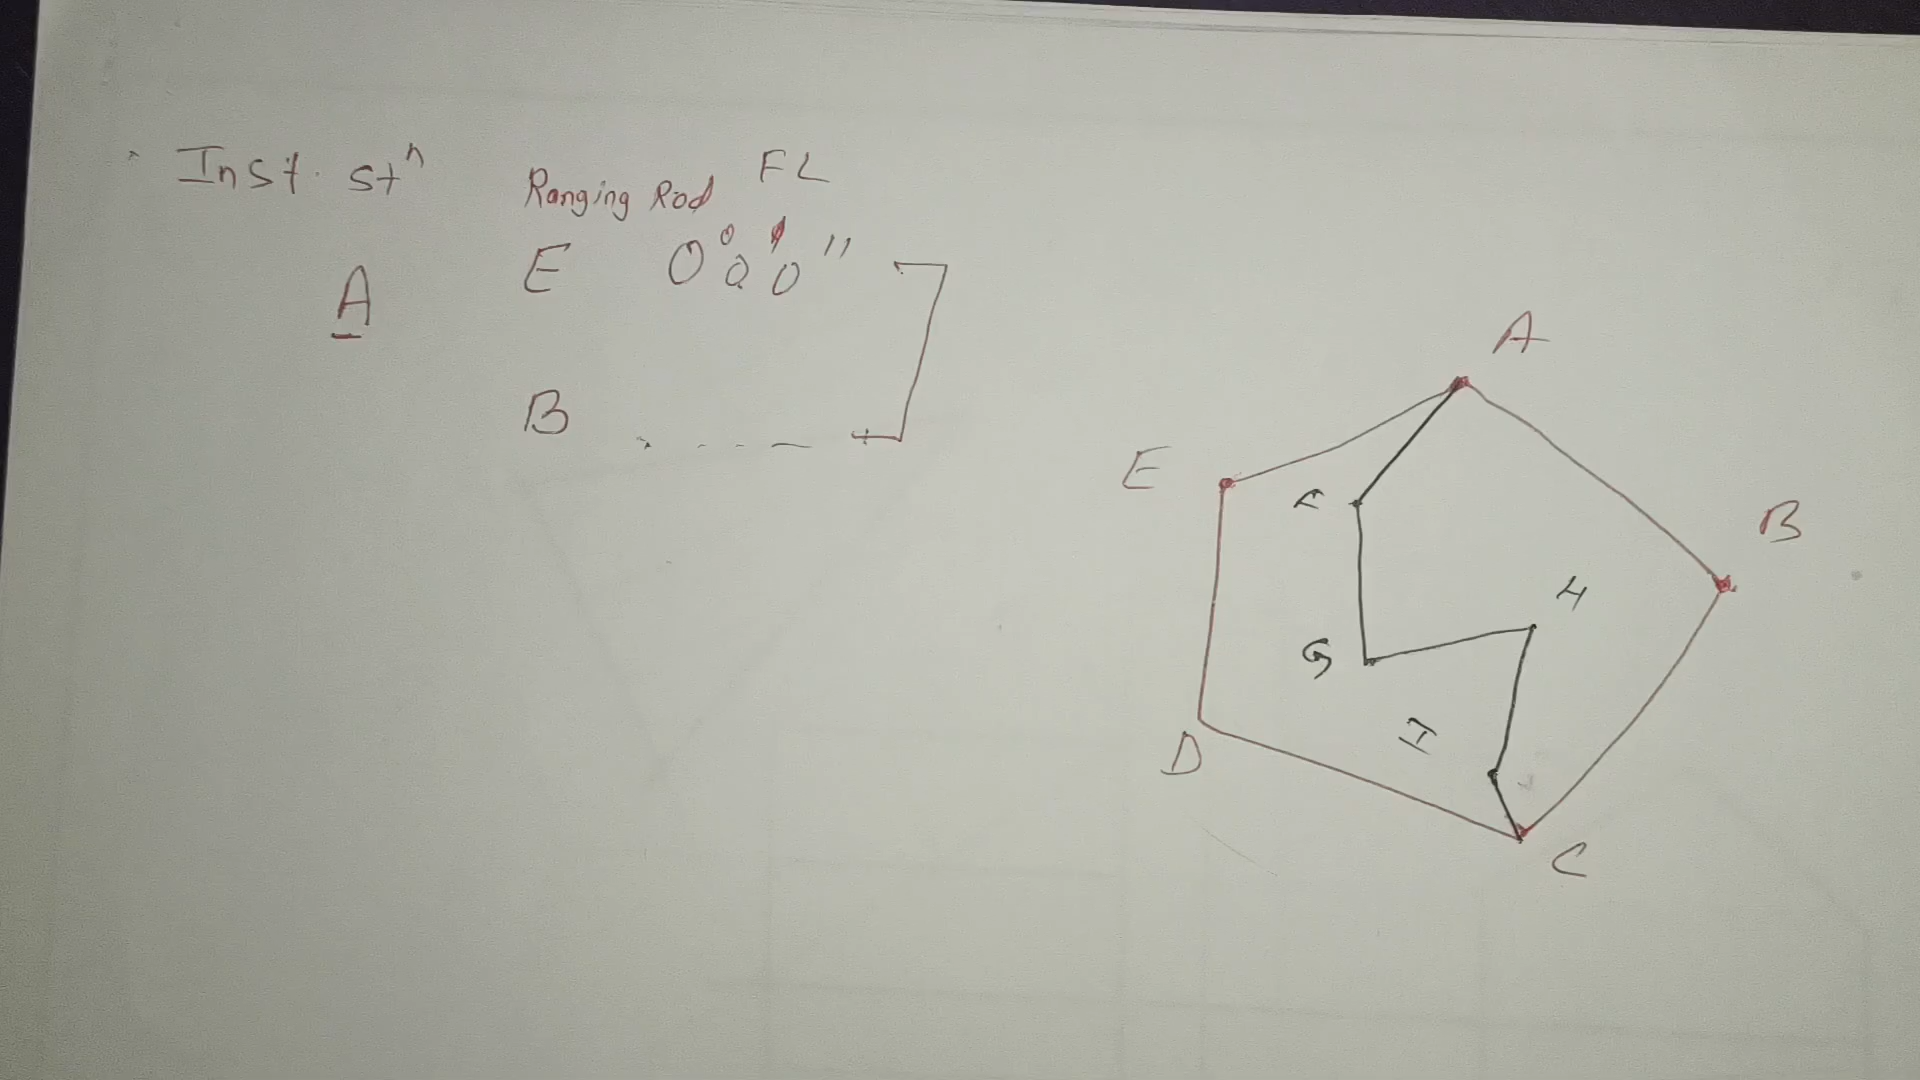 Inst. stⁿ Ranging Rod FL
A E 0° 0' 0"
B
A
E
F
B
H
G
I
D
C